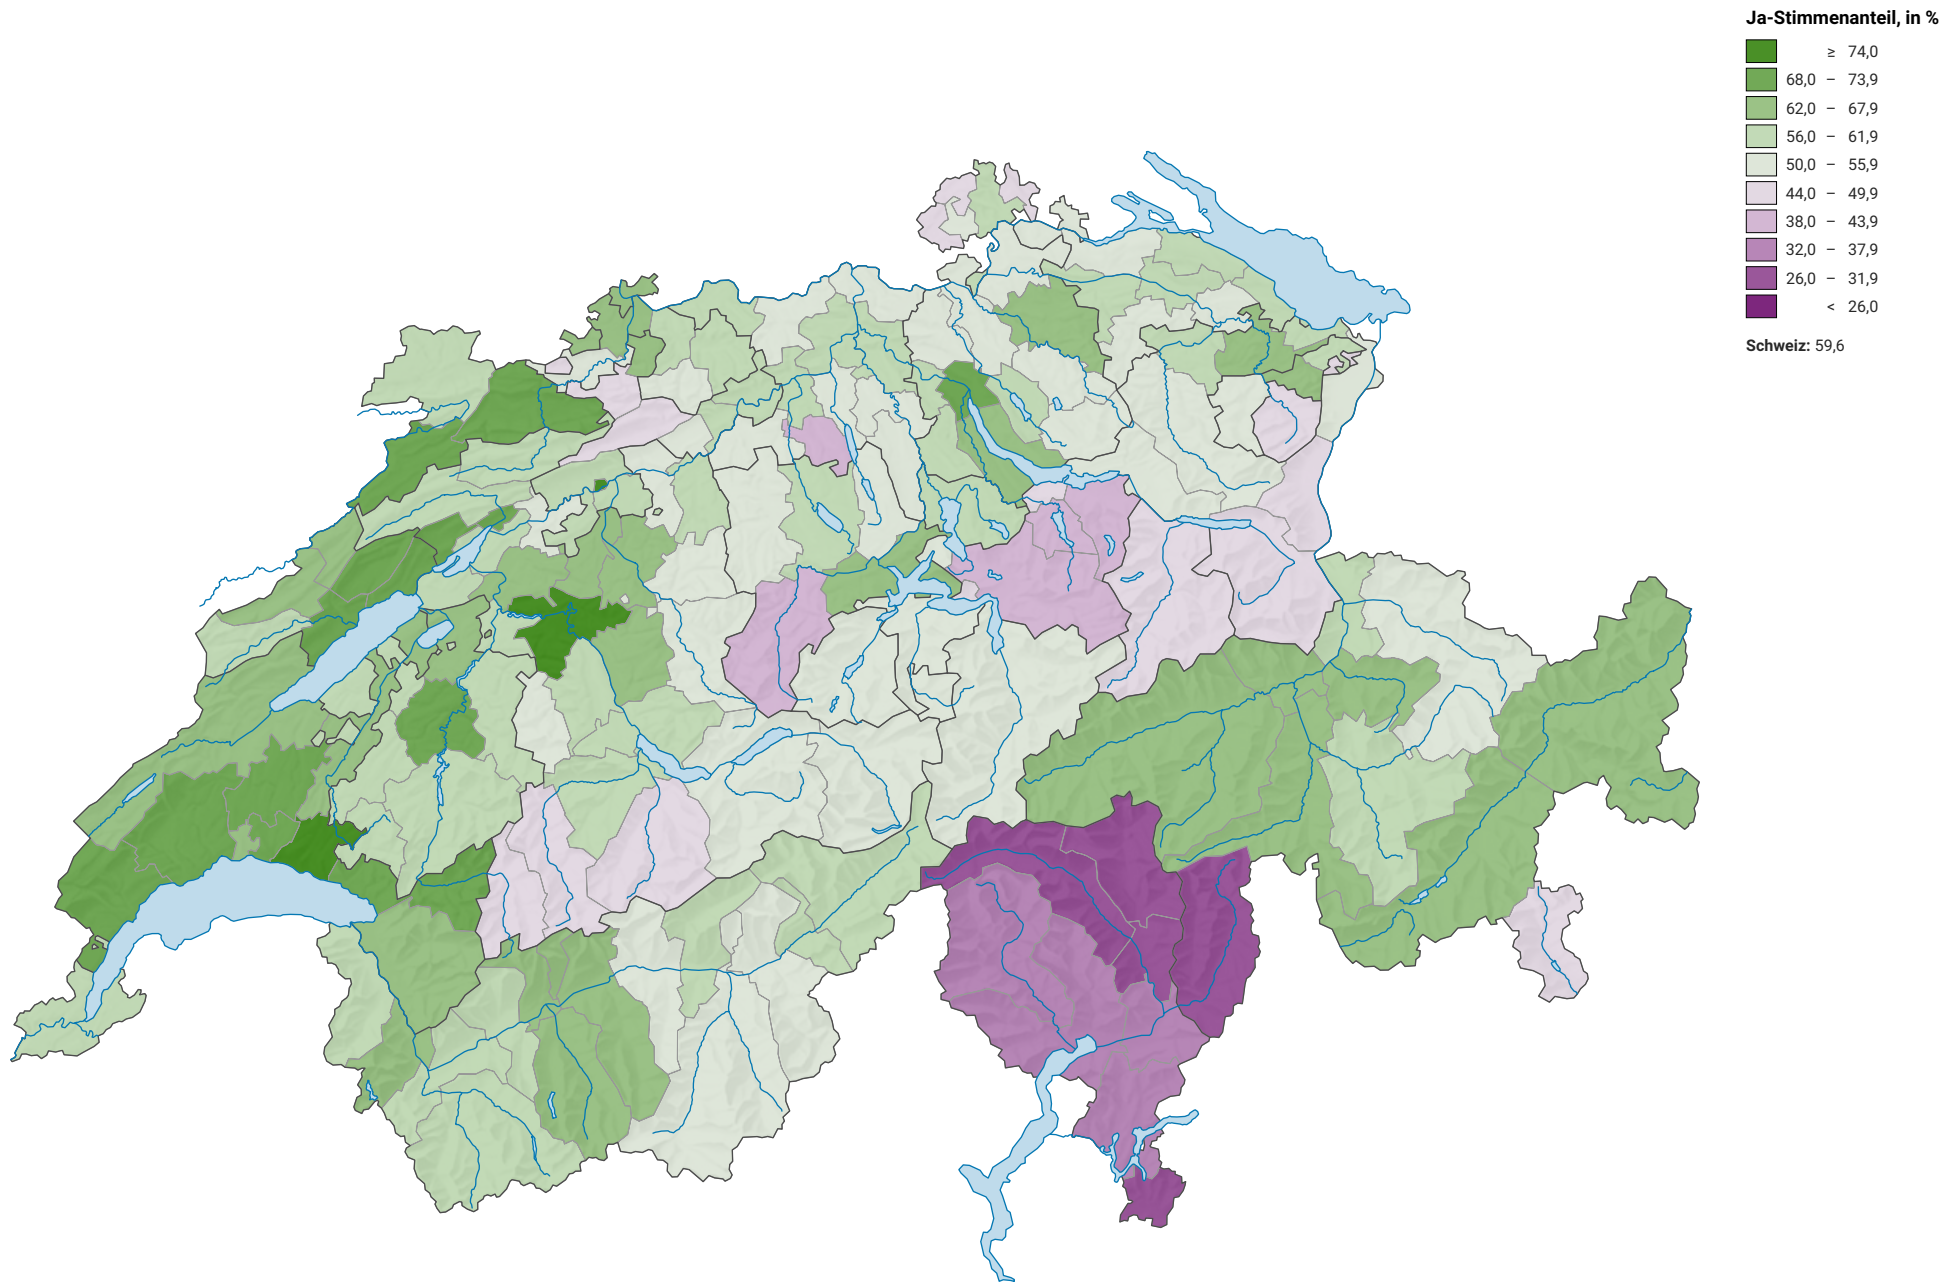 Ja-Stimmenanteil, in %
≥ 74,0
68,0 – 73,9
62,0 – 67,9
56,0 – 61,9
50,0 – 55,9
44,0 – 49,9
38,0 – 43,9
32,0 – 37,9
26,0 – 31,9
< 26,0
Schweiz: 59,6